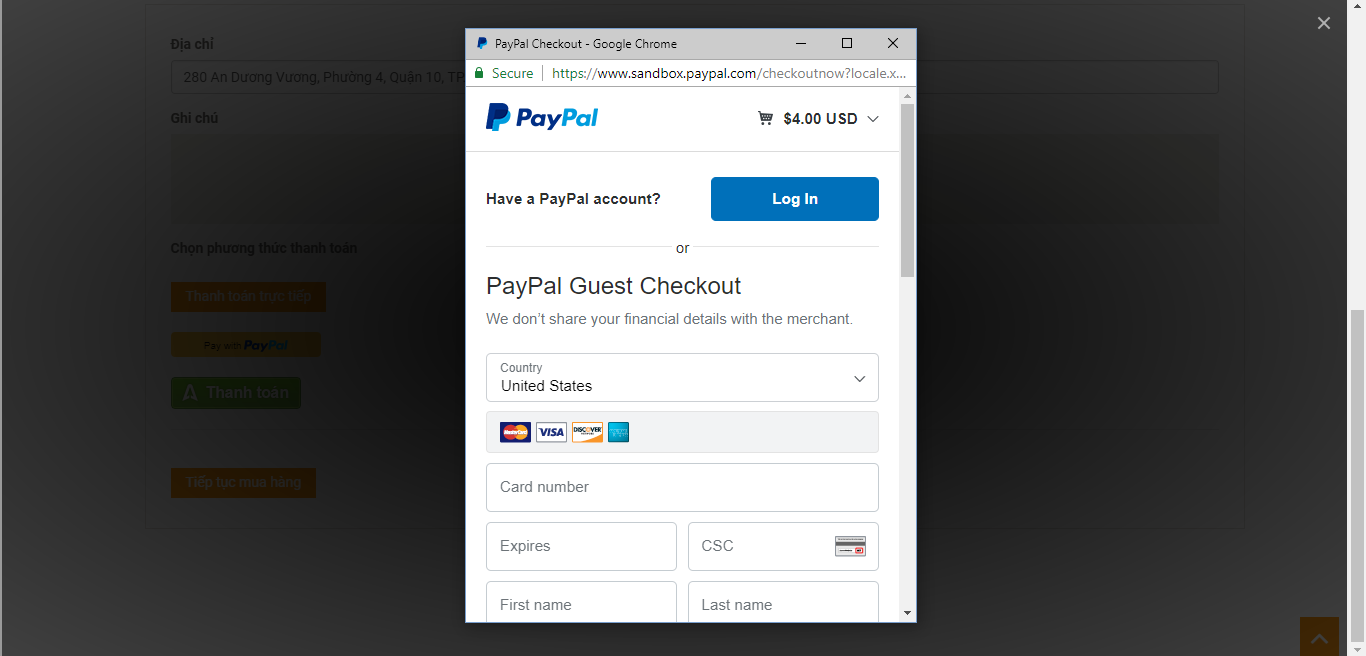 Địa chỉ
280 An Dương Vương, Phường 4, Quận 10, TP
Ghi chú
Chọn phương thức thanh toán
Thanh toán trực tiếp
Pay with PayPal
Thanh toán
Tiếp tục mua hàng
PayPal Checkout - Google Chrome
Secure
https://www.sandbox.paypal.com/checkoutnow?locale.x...
PayPal
$4.00 USD
Have a PayPal account?
Log In
or
PayPal Guest Checkout
We don’t share your financial details with the merchant.
Country
United States
MasterCard
VISA
DISCOVER
Card number
Expires
CSC
First name
Last name